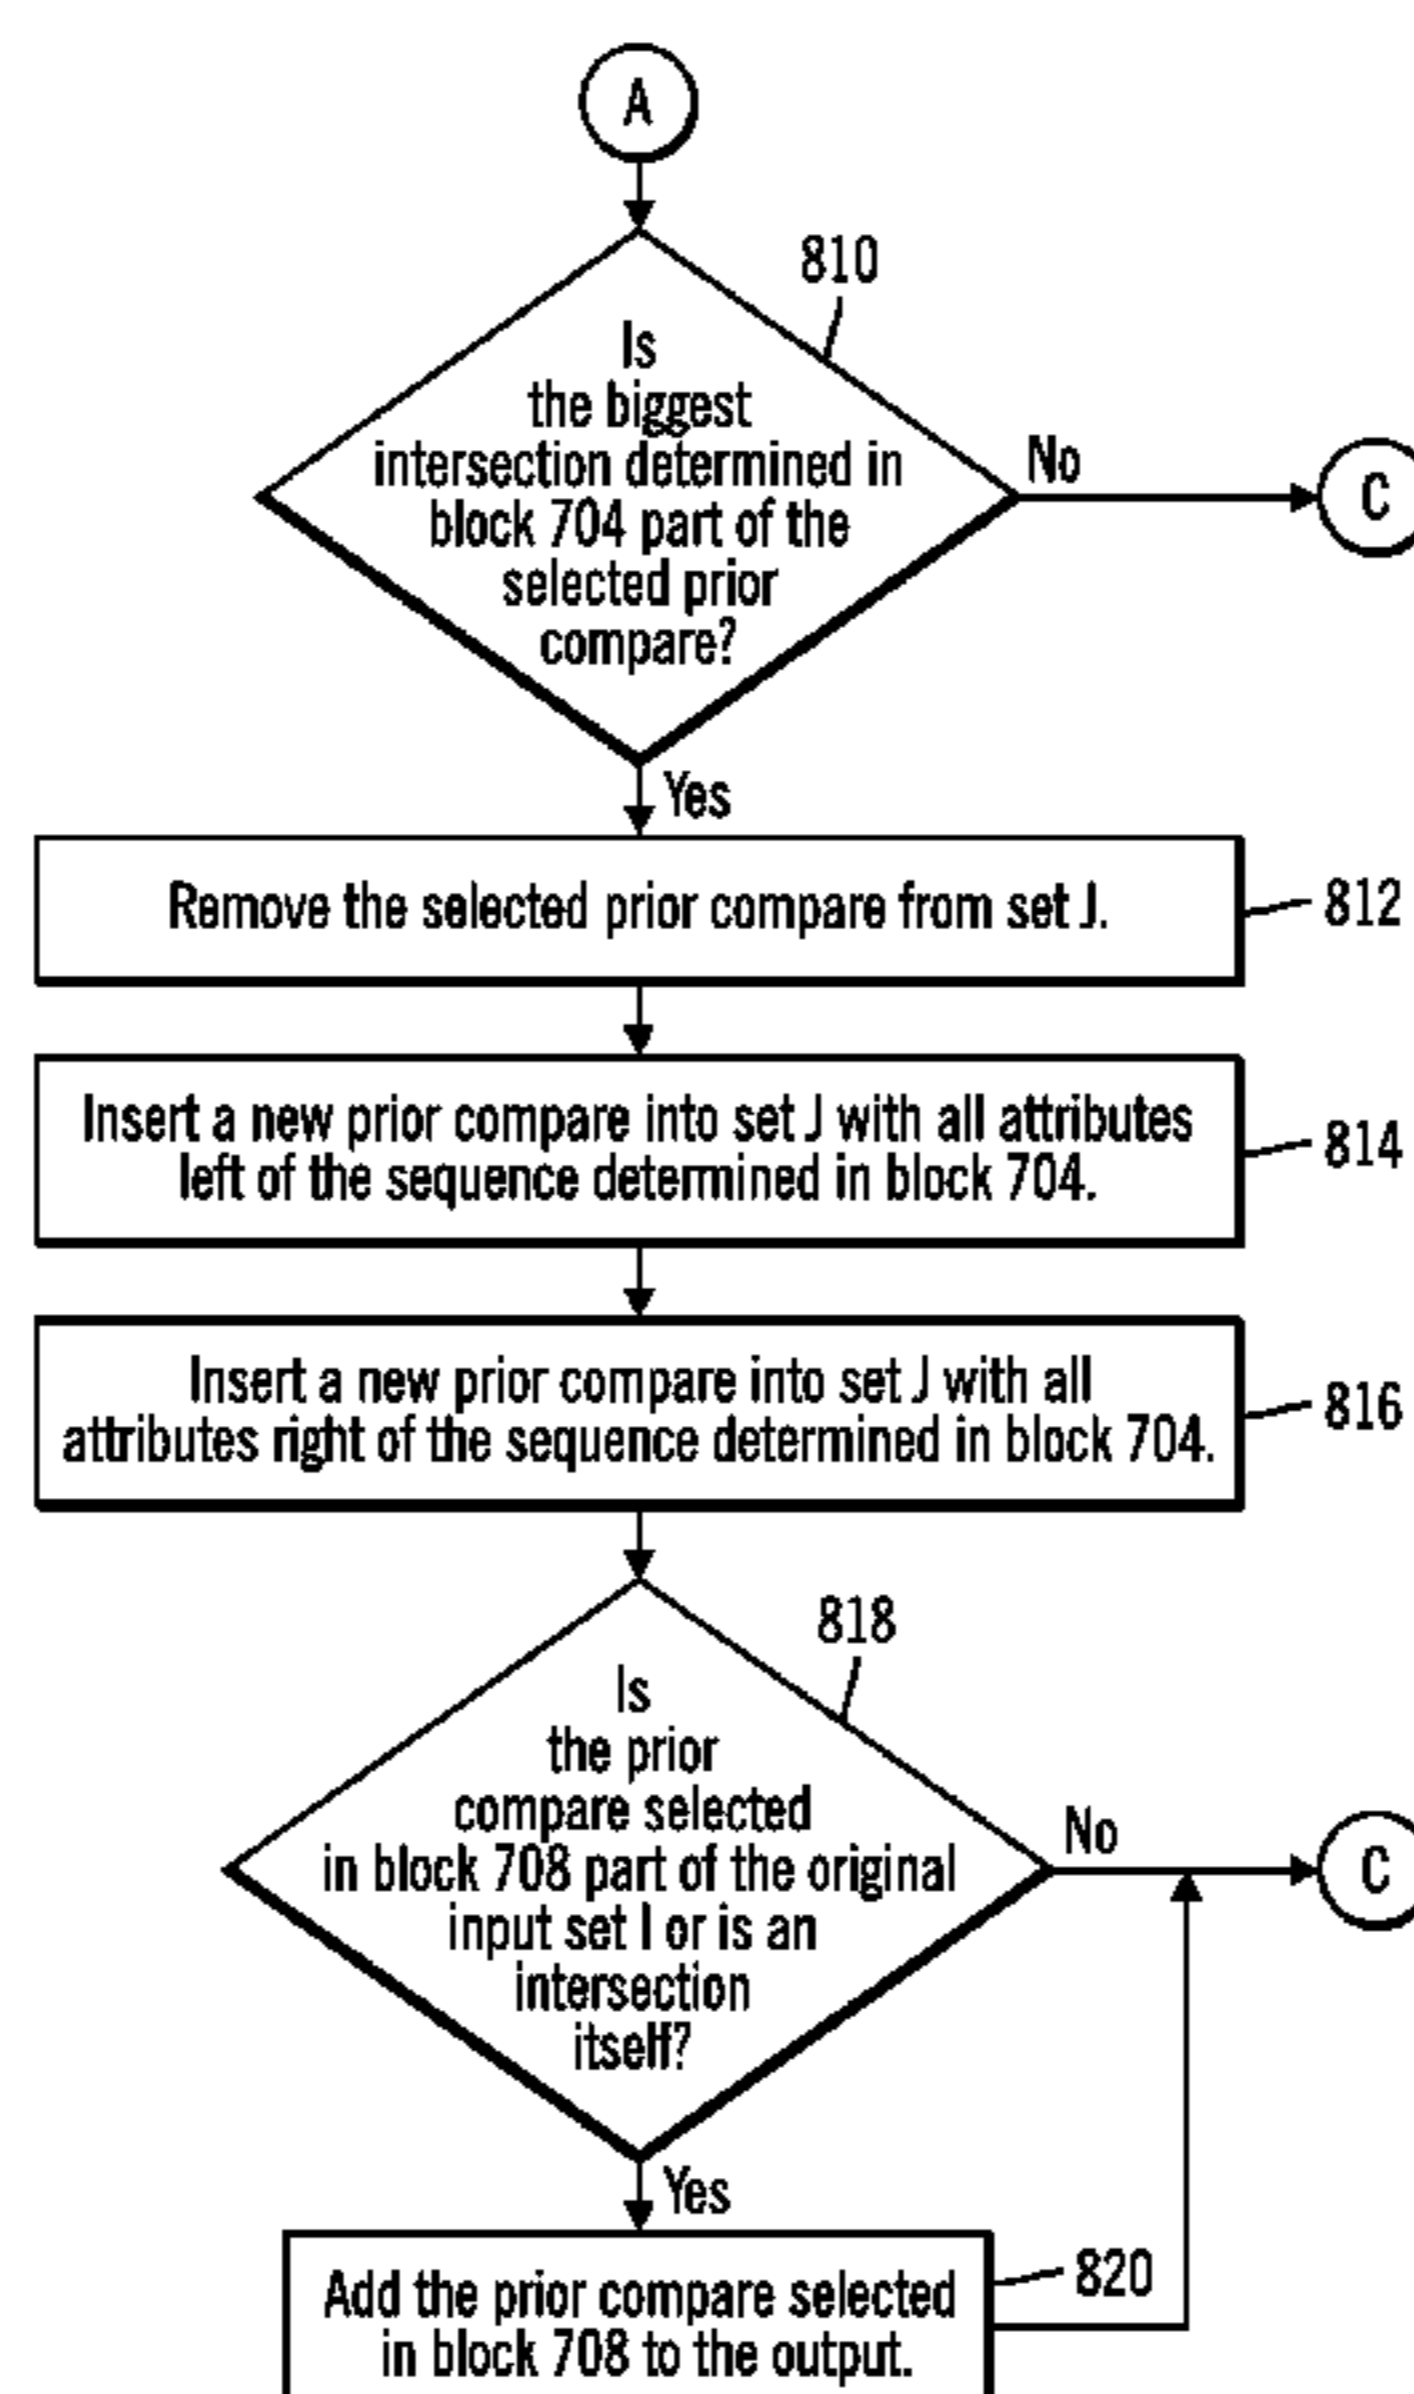 A
810
Is
the biggest
intersection determined in
block 704 part of the
selected prior
compare?
No
C
Yes
Remove the selected prior compare from set J.
812
Insert a new prior compare into set J with all attributes
left of the sequence determined in block 704.
814
Insert a new prior compare into set J with all
attributes right of the sequence determined in block 704.
816
818
Is
the prior
compare selected
in block 708 part of the original
input set I or is an
intersection
itself?
No
C
Yes
Add the prior compare selected
in block 708 to the output.
820